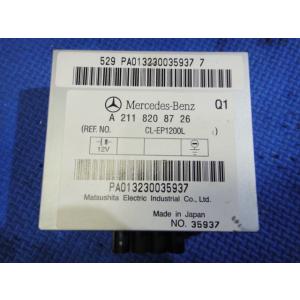 529 PA013230035937 7
Mercedes-Benz Q1
A 211 820 87 26
(REF. NO. CL-EP1200L )
12V
PA013230035937
Matsushita Electric Industrial Co., Ltd.
Made in Japan
NO. 35937